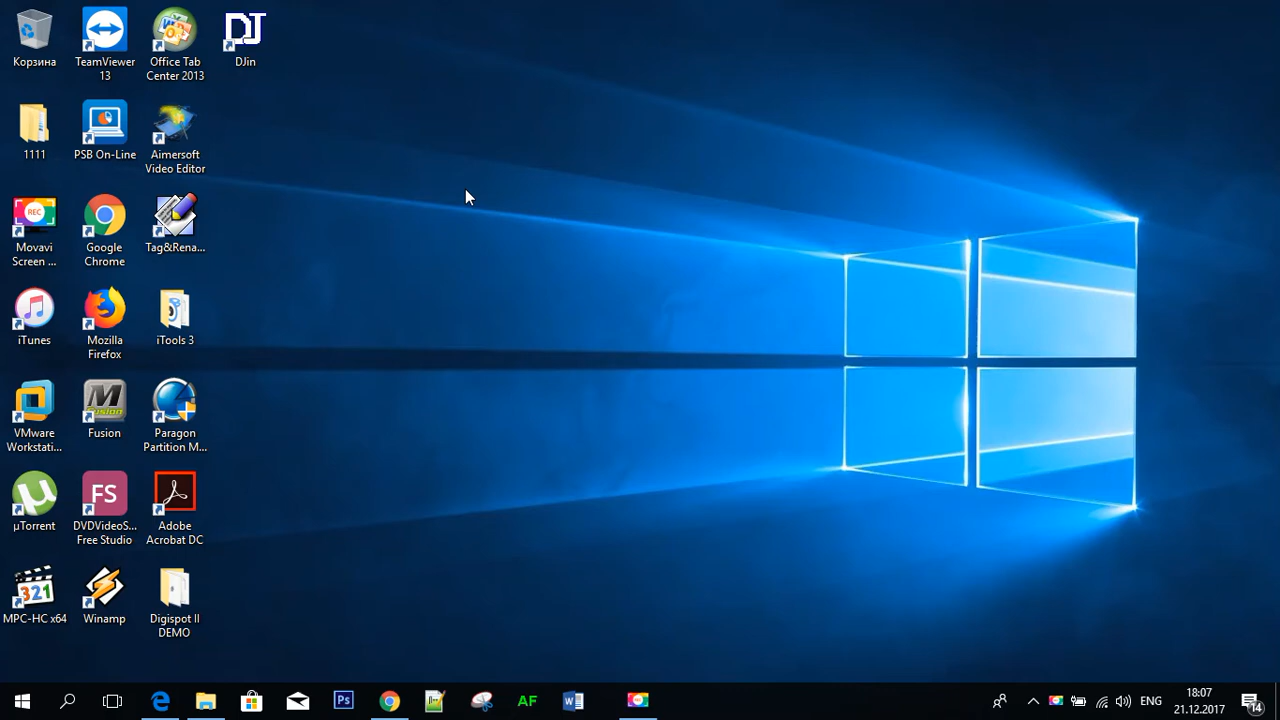 Корзина
TeamViewer
13
Office Tab
Center 2013
DJ
DJin
1111
PSB On-Line
Aimersoft
Video Editor
REC
Movavi
Screen ...
Google
Chrome
Tag&Rena...
iTunes
Mozilla
Firefox
iTools 3
VMware
Workstati...
M
Fusion
Fusion
Paragon
Partition M...
µ
µTorrent
FS
DVDVideoS...
Free Studio
Adobe
Acrobat DC
321
MPC-HC x64
Winamp
Digispot II
DEMO
Ps
AF
ENG
18:07
21.12.2017
14